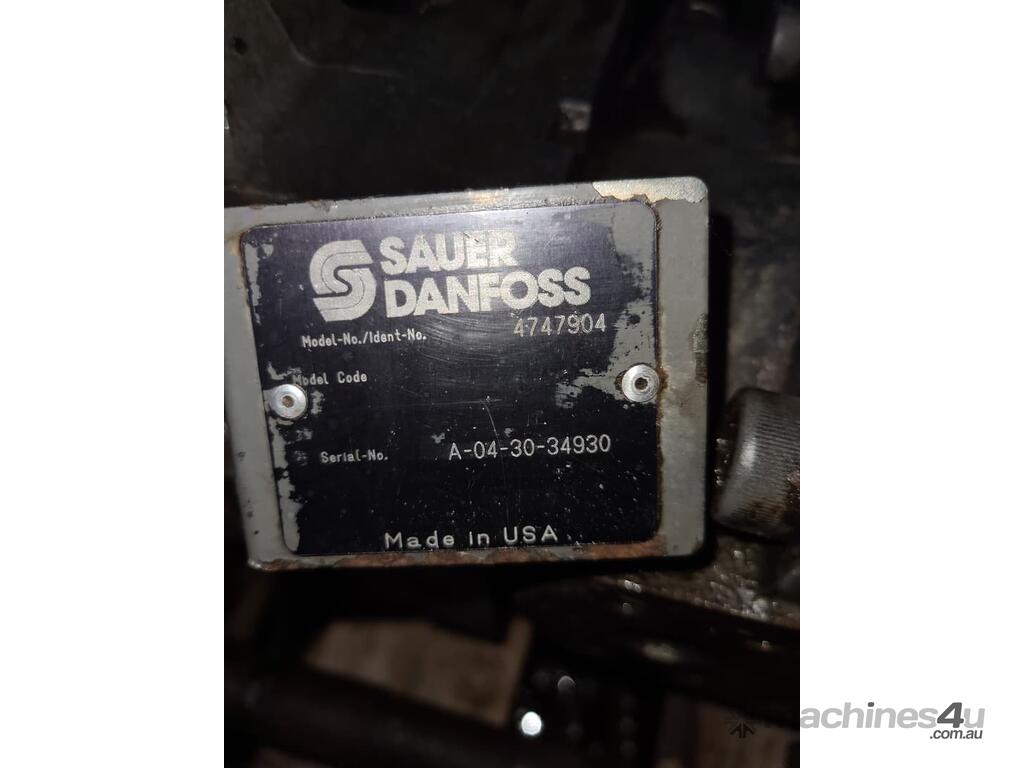 SAUER
DANFOSS
Model-No./Ident-No. 4747904
Model Code
Serial-No. A-04-30-34930
Made in USA
machines4u
.com.au